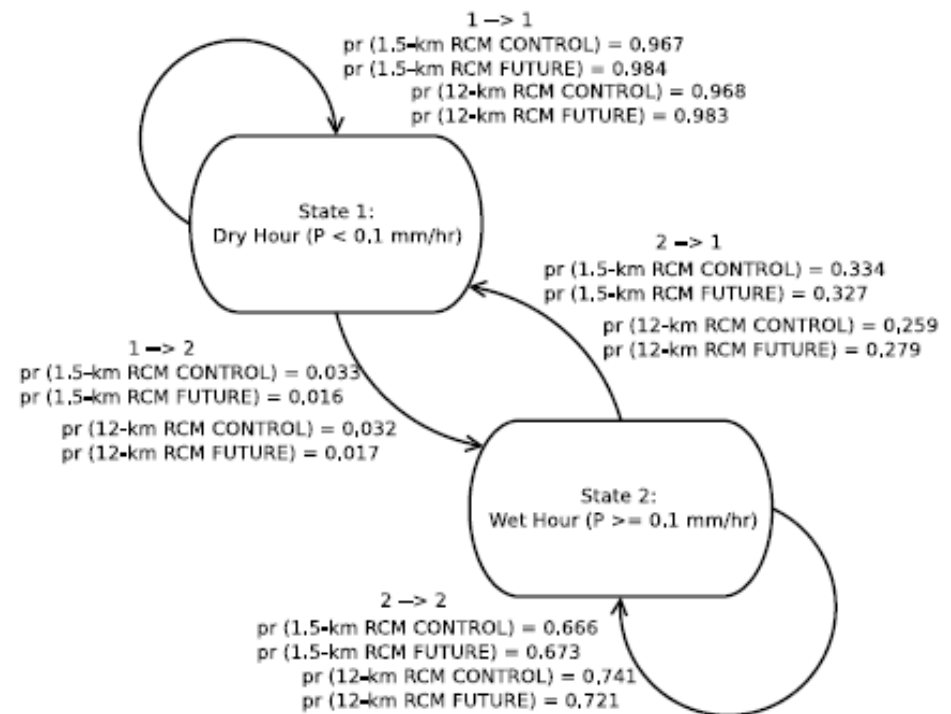 1 —> 1
pr (1.5-km RCM CONTROL) = 0.967
pr (1.5-km RCM FUTURE) = 0.984
pr (12-km RCM CONTROL) = 0.968
pr (12-km RCM FUTURE) = 0.983
State 1:
Dry Hour (P < 0.1 mm/hr)
2 —> 1
pr (1.5-km RCM CONTROL) = 0.334
pr (1.5-km RCM FUTURE) = 0.327
pr (12-km RCM CONTROL) = 0.259
pr (12-km RCM FUTURE) = 0.279
1 —> 2
pr (1.5-km RCM CONTROL) = 0.033
pr (1.5-km RCM FUTURE) = 0.016
pr (12-km RCM CONTROL) = 0.032
pr (12-km RCM FUTURE) = 0.017
State 2:
Wet Hour (P >= 0.1 mm/hr)
2 —> 2
pr (1.5-km RCM CONTROL) = 0.666
pr (1.5-km RCM FUTURE) = 0.673
pr (12-km RCM CONTROL) = 0.741
pr (12-km RCM FUTURE) = 0.721